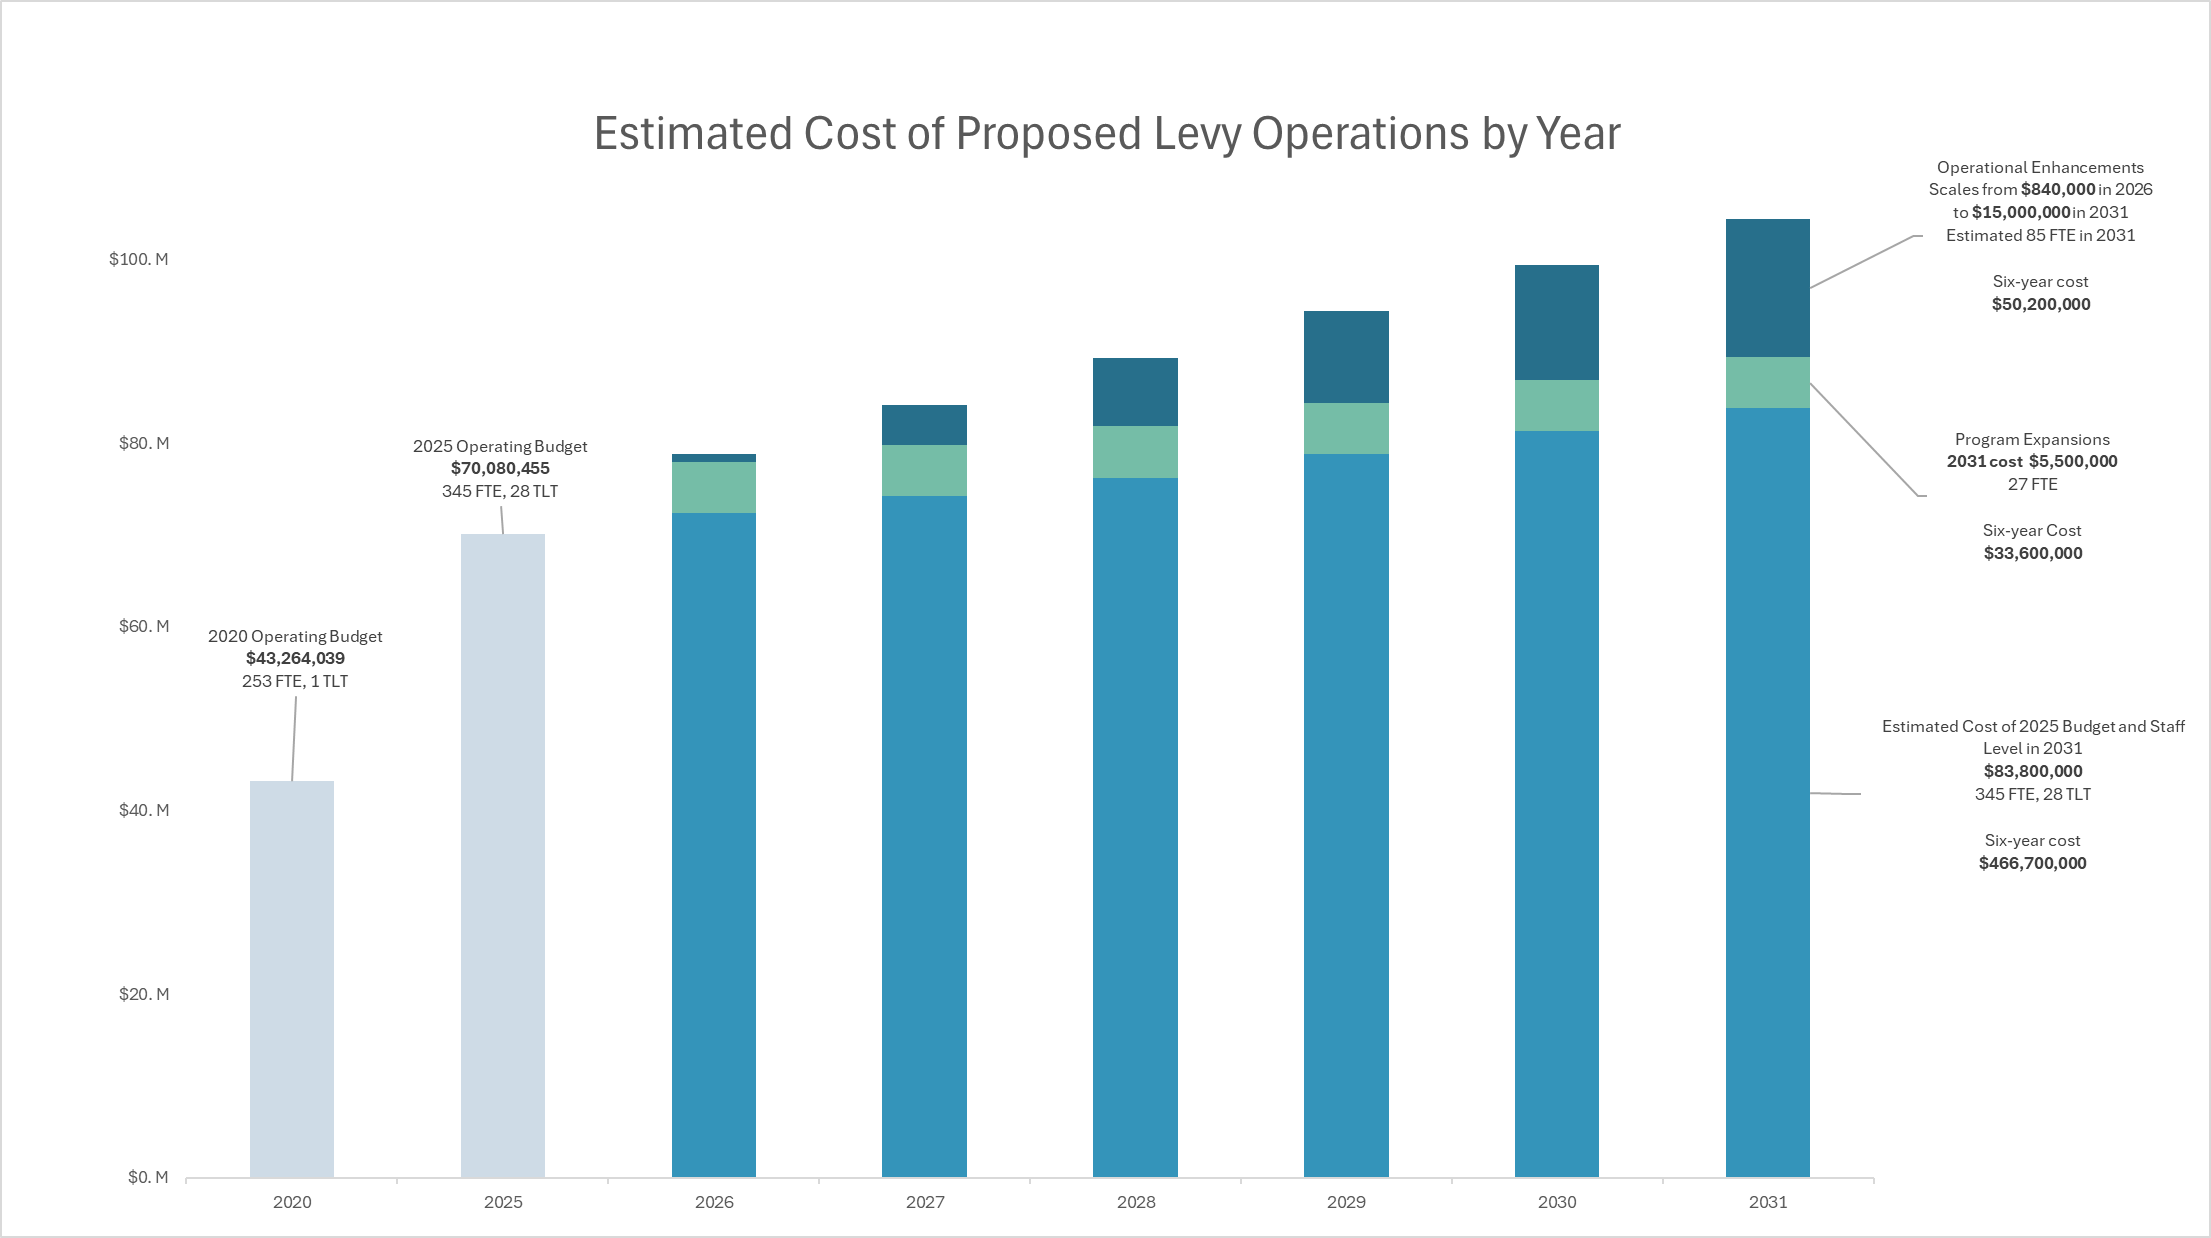 Estimated Cost of Proposed Levy Operations by Year
$100. M
$80. M
$60. M
$40. M
$20. M
$0. M
2020 Operating Budget
$43,264,039
253 FTE, 1 TLT
2025 Operating Budget
$70,080,455
345 FTE, 28 TLT
Operational Enhancements
Scales from $840,000 in 2026
to $15,000,000 in 2031
Estimated 85 FTE in 2031
Six-year cost
$50,200,000
Program Expansions
2031 cost $5,500,000
27 FTE
Six-year Cost
$33,600,000
Estimated Cost of 2025 Budget and Staff
Level in 2031
$83,800,000
345 FTE, 28 TLT
Six-year cost
$466,700,000
2020
2025
2026
2027
2028
2029
2030
2031